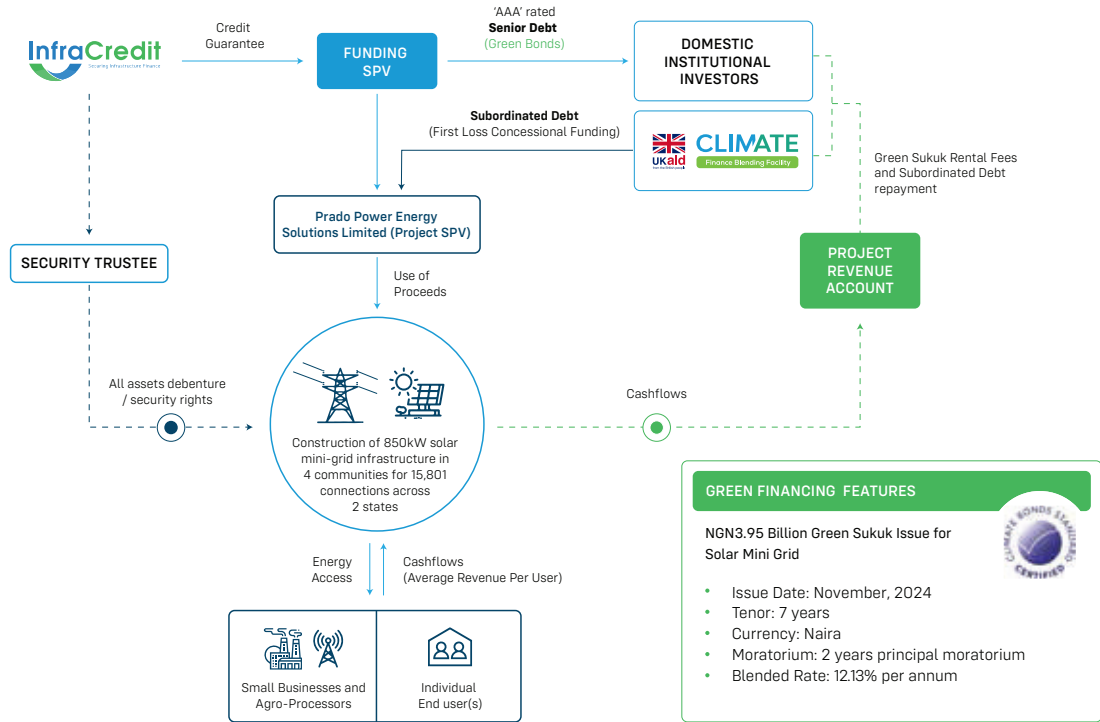 InfraCredit
Securing Infrastructure Finance
Credit
Guarantee
FUNDING
SPV
'AAA' rated
Senior Debt
(Green Bonds)
DOMESTIC
INSTITUTIONAL
INVESTORS
Subordinated Debt
(First Loss Concessional Funding)
UKaid
from the British people
CLIMATE
Finance Blending Facility
Green Sukuk Rental Fees
and Subordinated Debt
repayment
Prado Power Energy
Solutions Limited (Project SPV)
SECURITY TRUSTEE
PROJECT
REVENUE
ACCOUNT
Use of
Proceeds
All assets debenture
/ security rights
Cashflows
Construction of 850kW solar
mini-grid infrastructure in
4 communities for 15,801
connections across
2 states
Energy
Access
Cashflows
(Average Revenue Per User)
Small Businesses and
Agro-Processors
Individual
End user(s)
GREEN FINANCING FEATURES
NGN3.95 Billion Green Sukuk Issue for
Solar Mini Grid
CLIMATE BONDS STANDARD
CERTIFIED
• Issue Date: November, 2024
• Tenor: 7 years
• Currency: Naira
• Moratorium: 2 years principal moratorium
• Blended Rate: 12.13% per annum